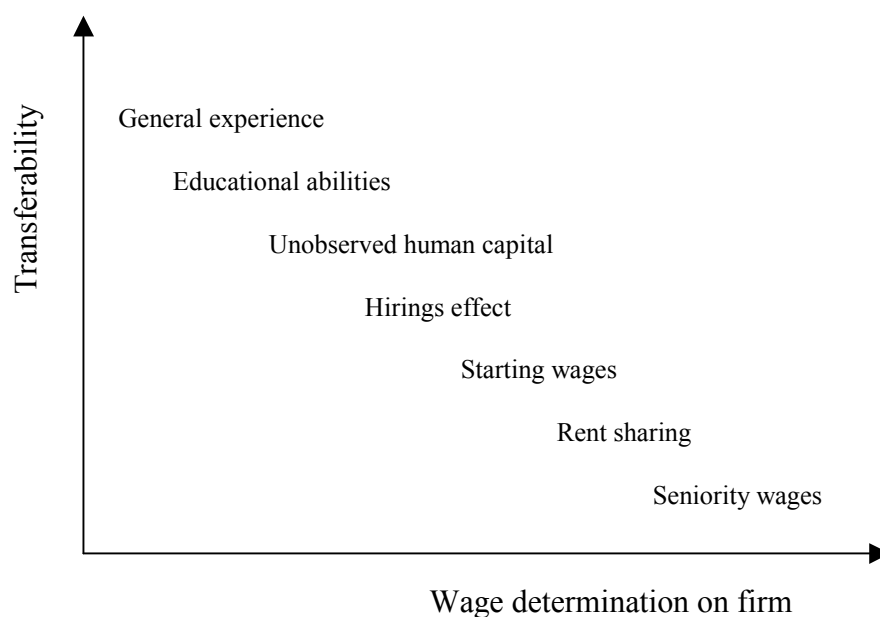 Transferability
General experience
Educational abilities
Unobserved human capital
Hirings effect
Starting wages
Rent sharing
Seniority wages
Wage determination on firm